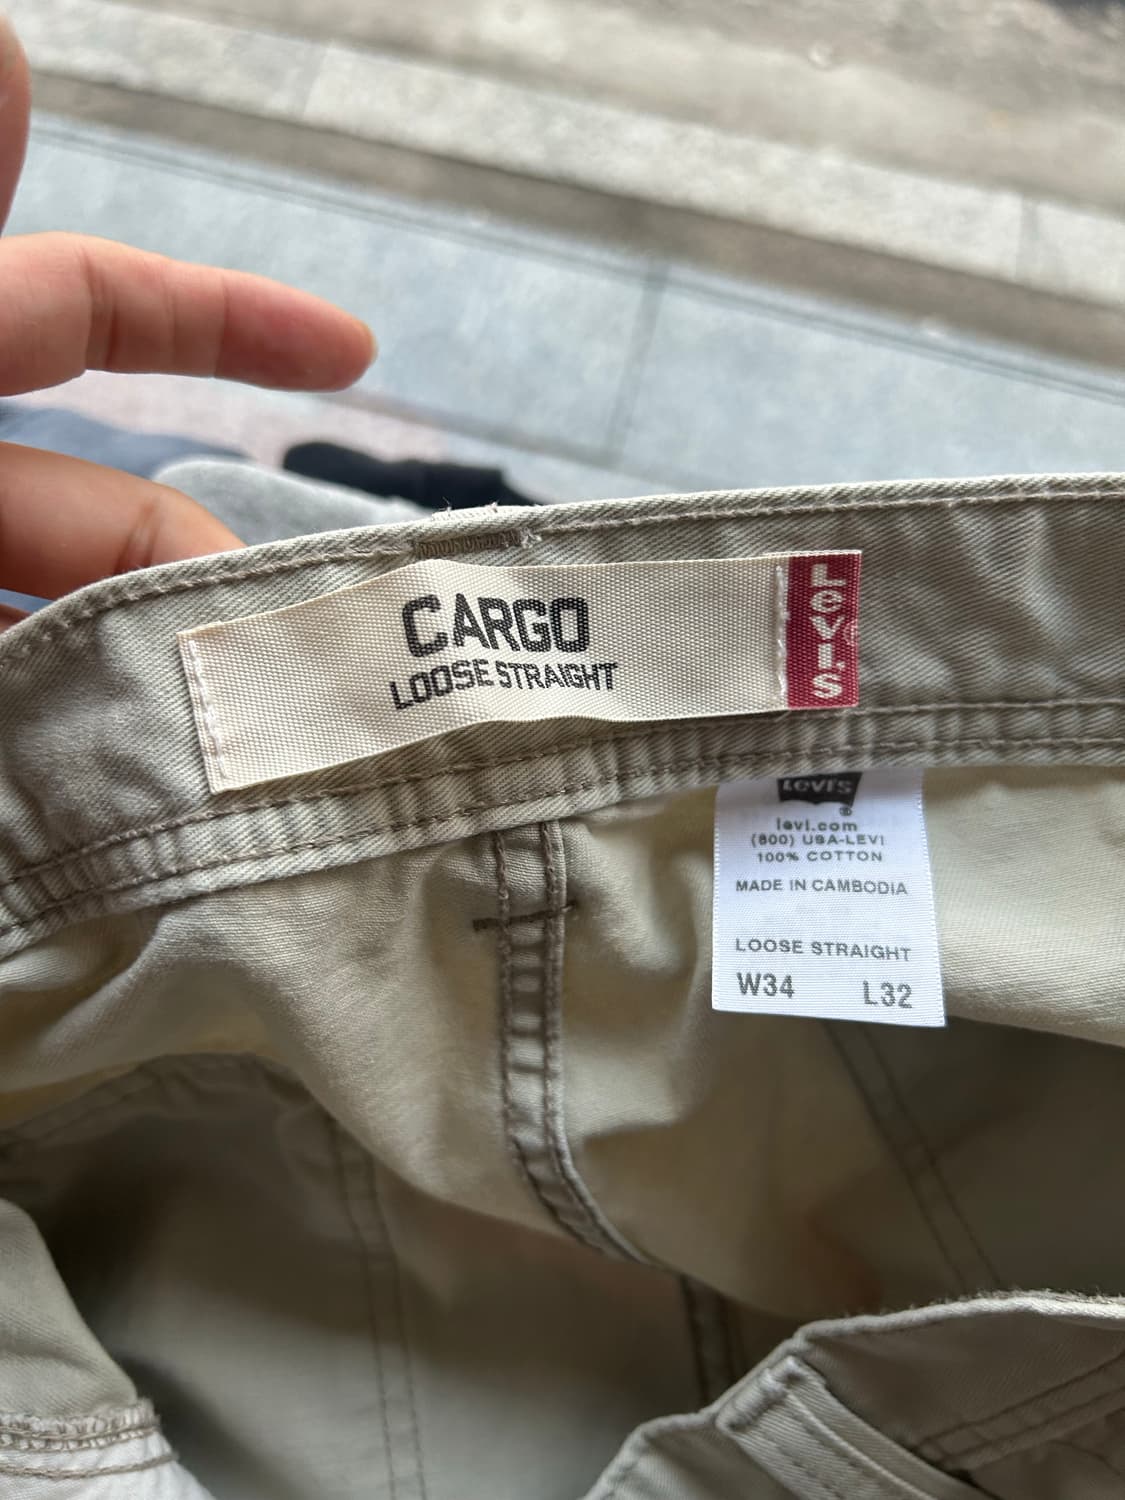 CARGO
LOOSE STRAIGHT
LEVI'S
LEVI'S
®
levi.com
(800) USA-LEVI
100% COTTON
MADE IN CAMBODIA
LOOSE STRAIGHT
W34 L32